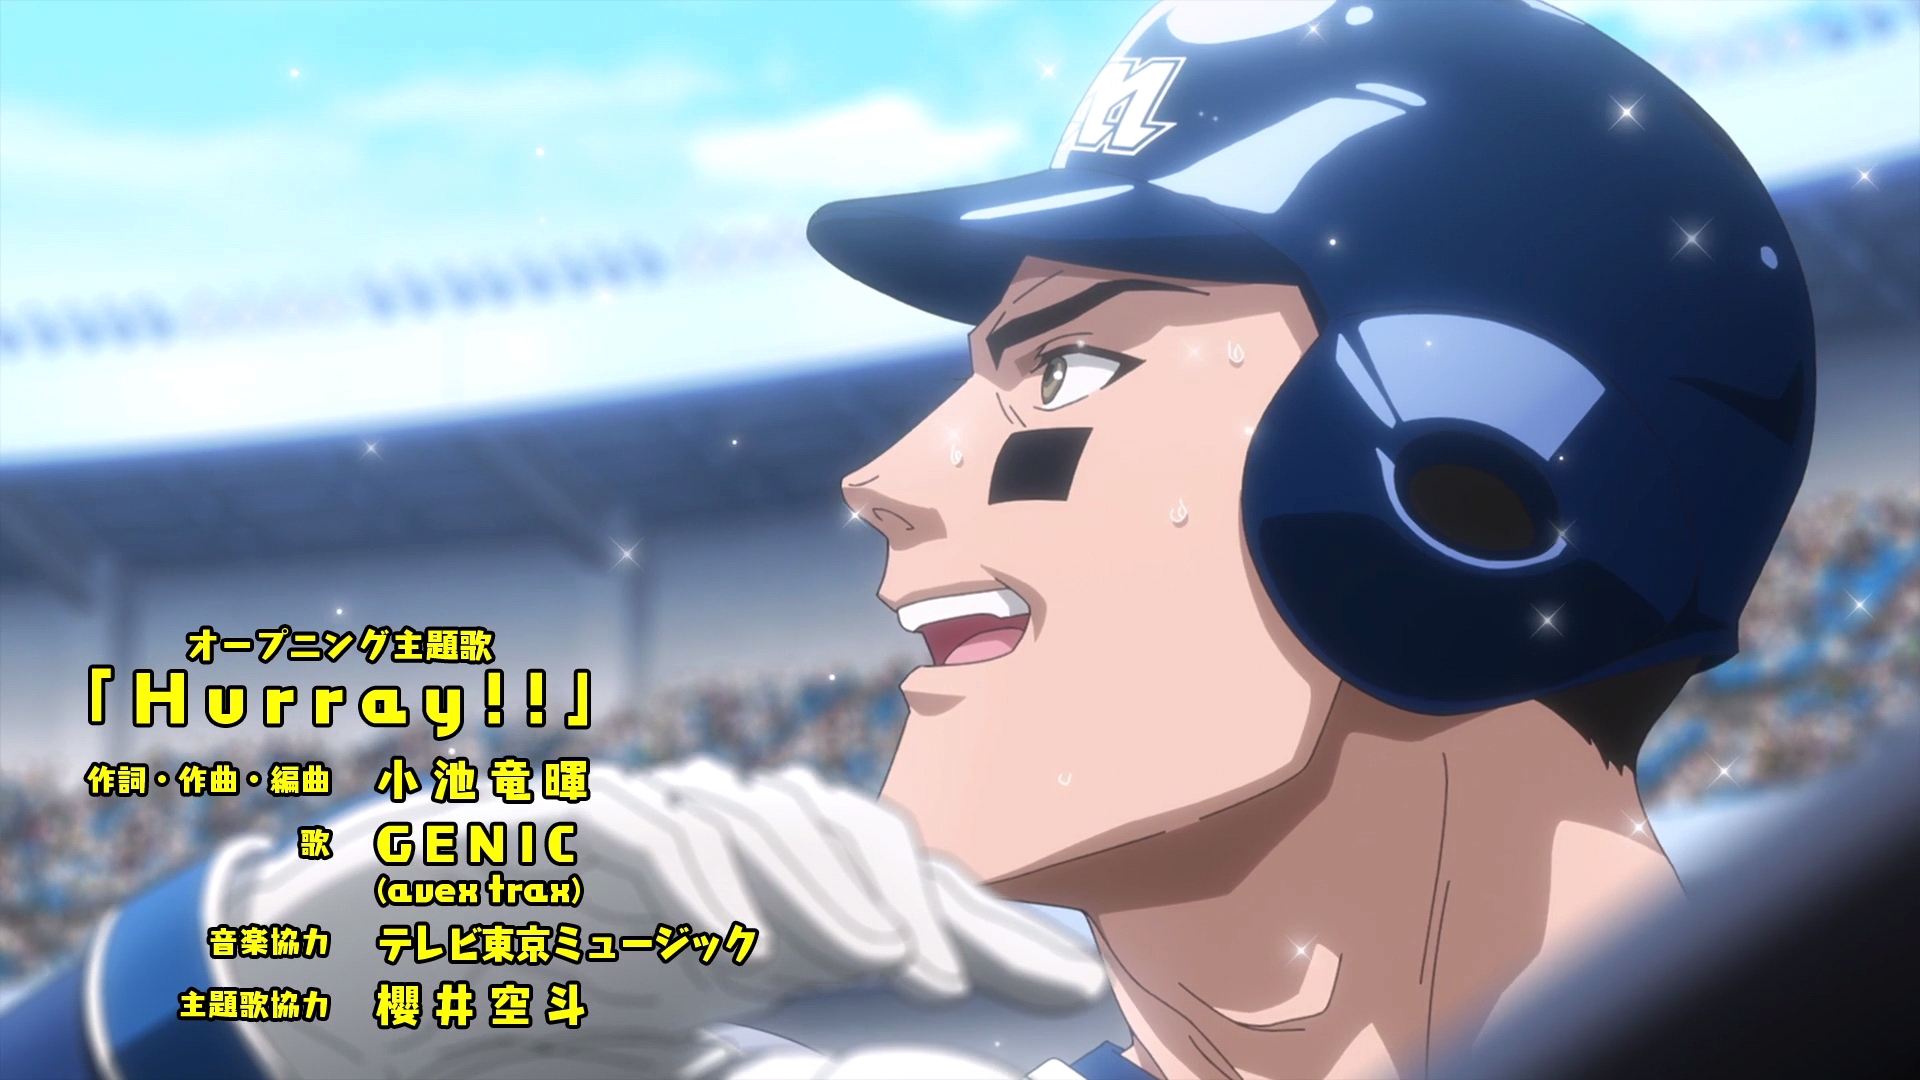 m
オープニング主題歌
「Hurray!!」
作詞・作曲・編曲 小池竜暉
歌 GENIC
(avex trax)
音楽協力 テレビ東京ミュージック
主題歌協力 櫻井空斗